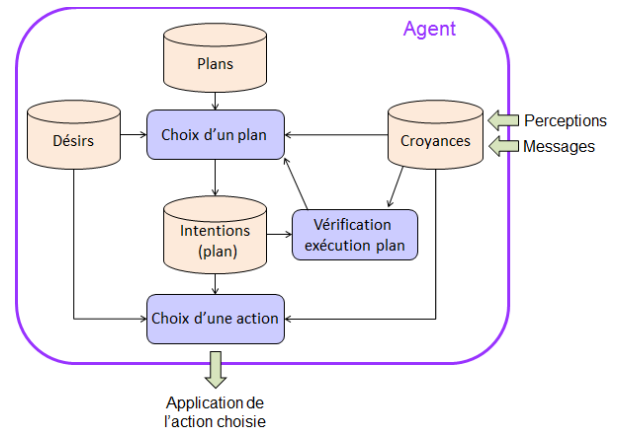 Agent
Plans
Perceptions
Messages
Désirs
Choix d'un plan
Croyances
Intentions
(plan)
Vérification
exécution plan
Choix d'une action
Application de
l'action choisie